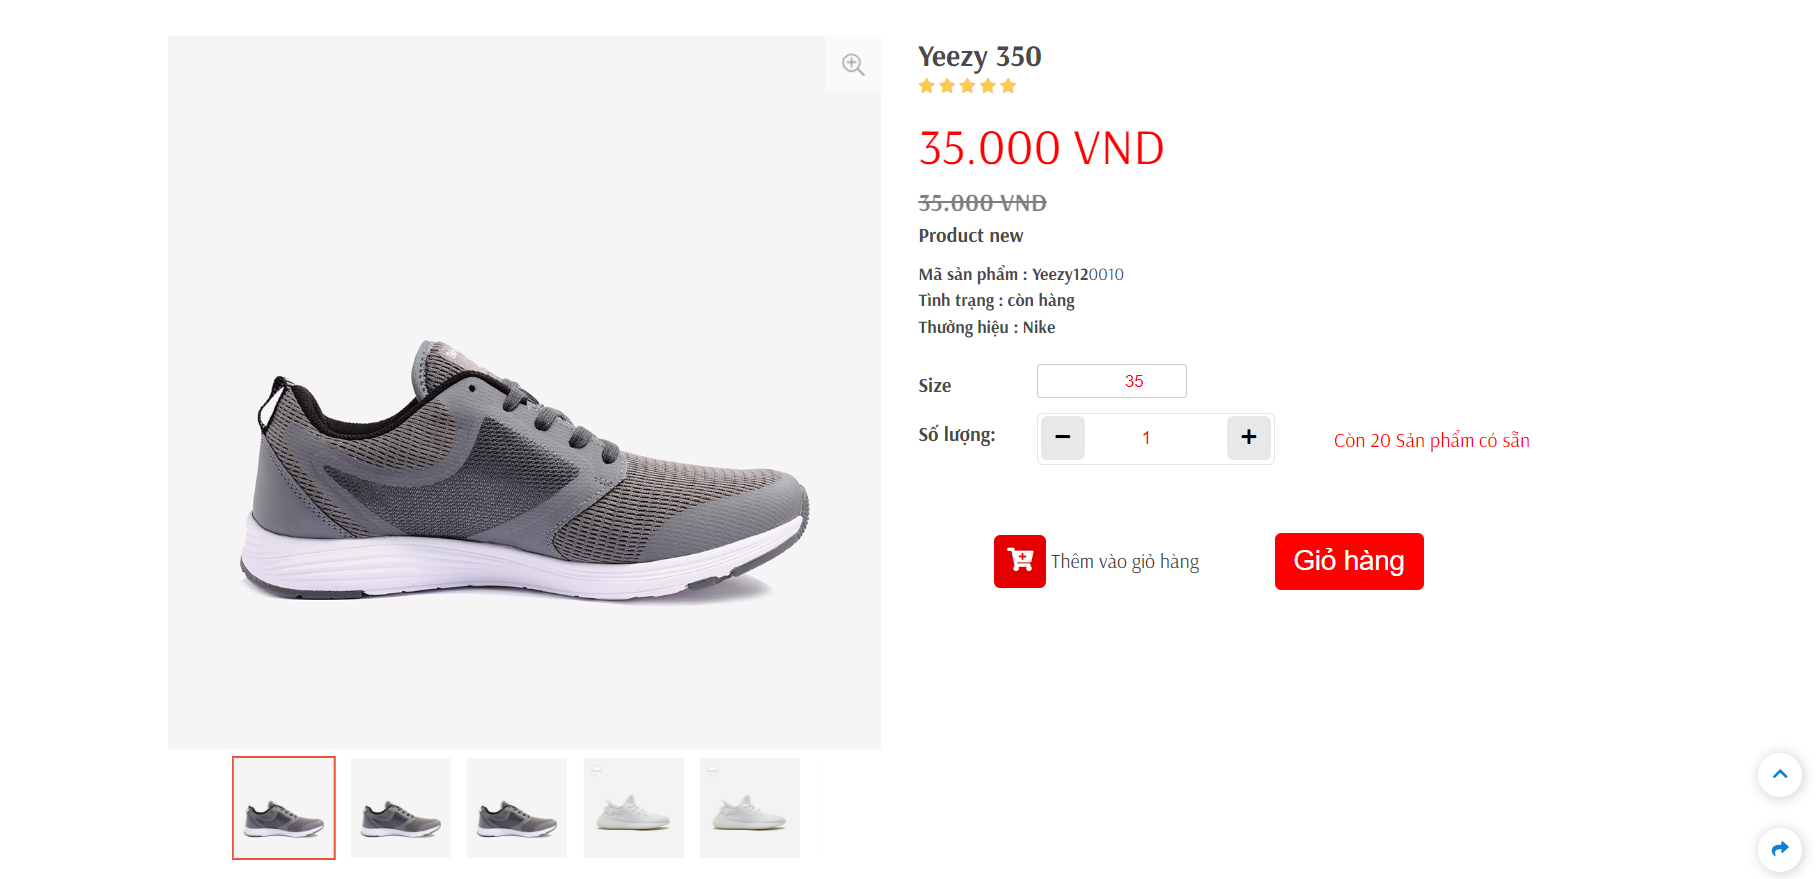 Yeezy 350
35.000 VND
35.000 VND
Product new
Mã sản phẩm : Yeezy120010
Tình trạng : còn hàng
Thưởng hiệu : Nike
Size
35
Số lượng:
1
Còn 20 Sản phẩm có sẵn
Thêm vào giỏ hàng
Giỏ hàng